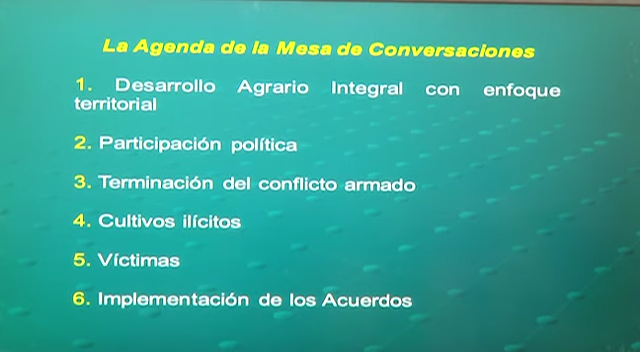 La Agenda de la Mesa de Conversaciones
1. Desarrollo Agrario Integral con enfoque
territorial
2. Participación política
3. Terminación del conflicto armado
4. Cultivos ilícitos
5. Víctimas
6. Implementación de los Acuerdos